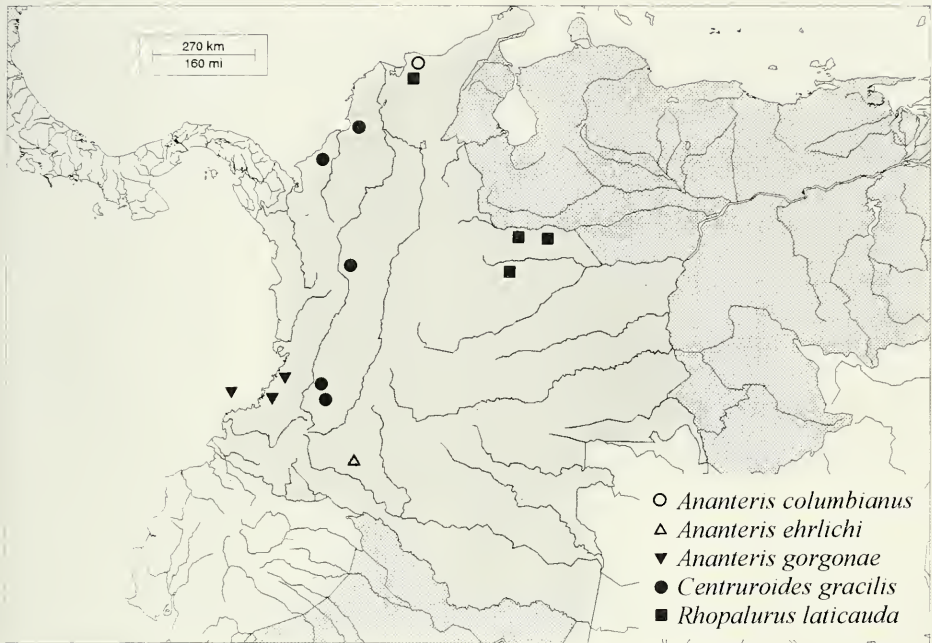 270 km
160 mi
Ananteris columbianus
Ananteris ehrlichi
Ananteris gorgonae
Centruroides gracilis
Rhopalurus laticauda